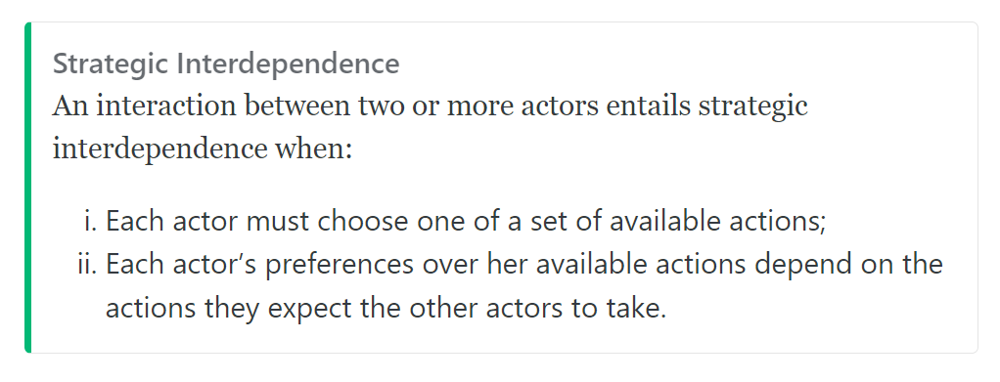 Strategic Interdependence
An interaction between two or more actors entails strategic
interdependence when:
i. Each actor must choose one of a set of available actions;
ii. Each actor’s preferences over her available actions depend on the
actions they expect the other actors to take.